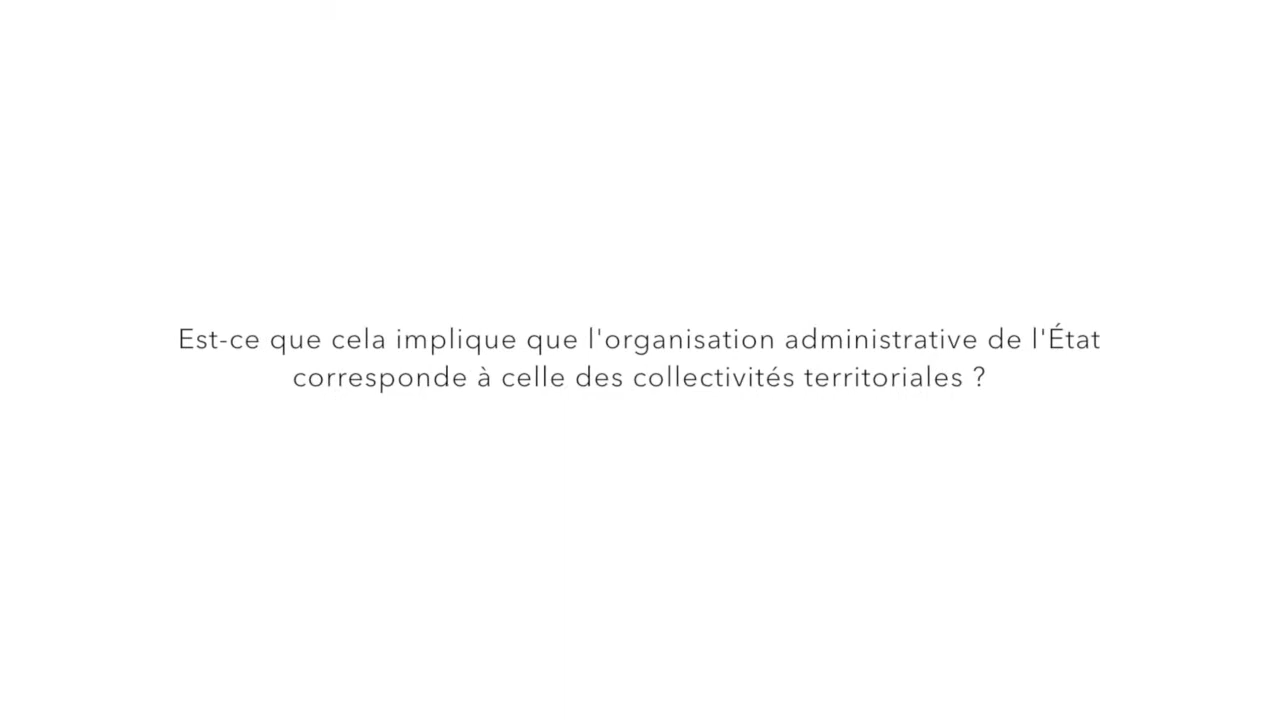 Est-ce que cela implique que l'organisation administrative de l'État
corresponde à celle des collectivités territoriales ?